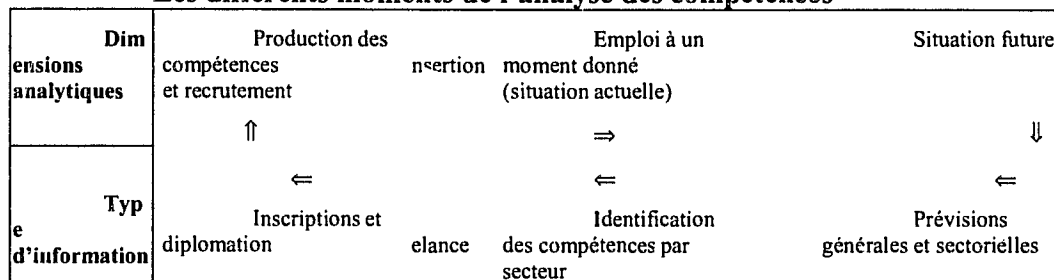 Les différents moments de l'analyse des compétences
Dim
ensions
analytiques
Production des
compétences
et recrutement
nsertion
Emploi à un
moment donné
(situation actuelle)
Situation future
⇑ ⇒ ⇓
⇐ ⇐ ⇐
Typ
e
d'information
Inscriptions et
diplomation
elance
Identification
des compétences par
secteur
Prévisions
générales et sectorielles